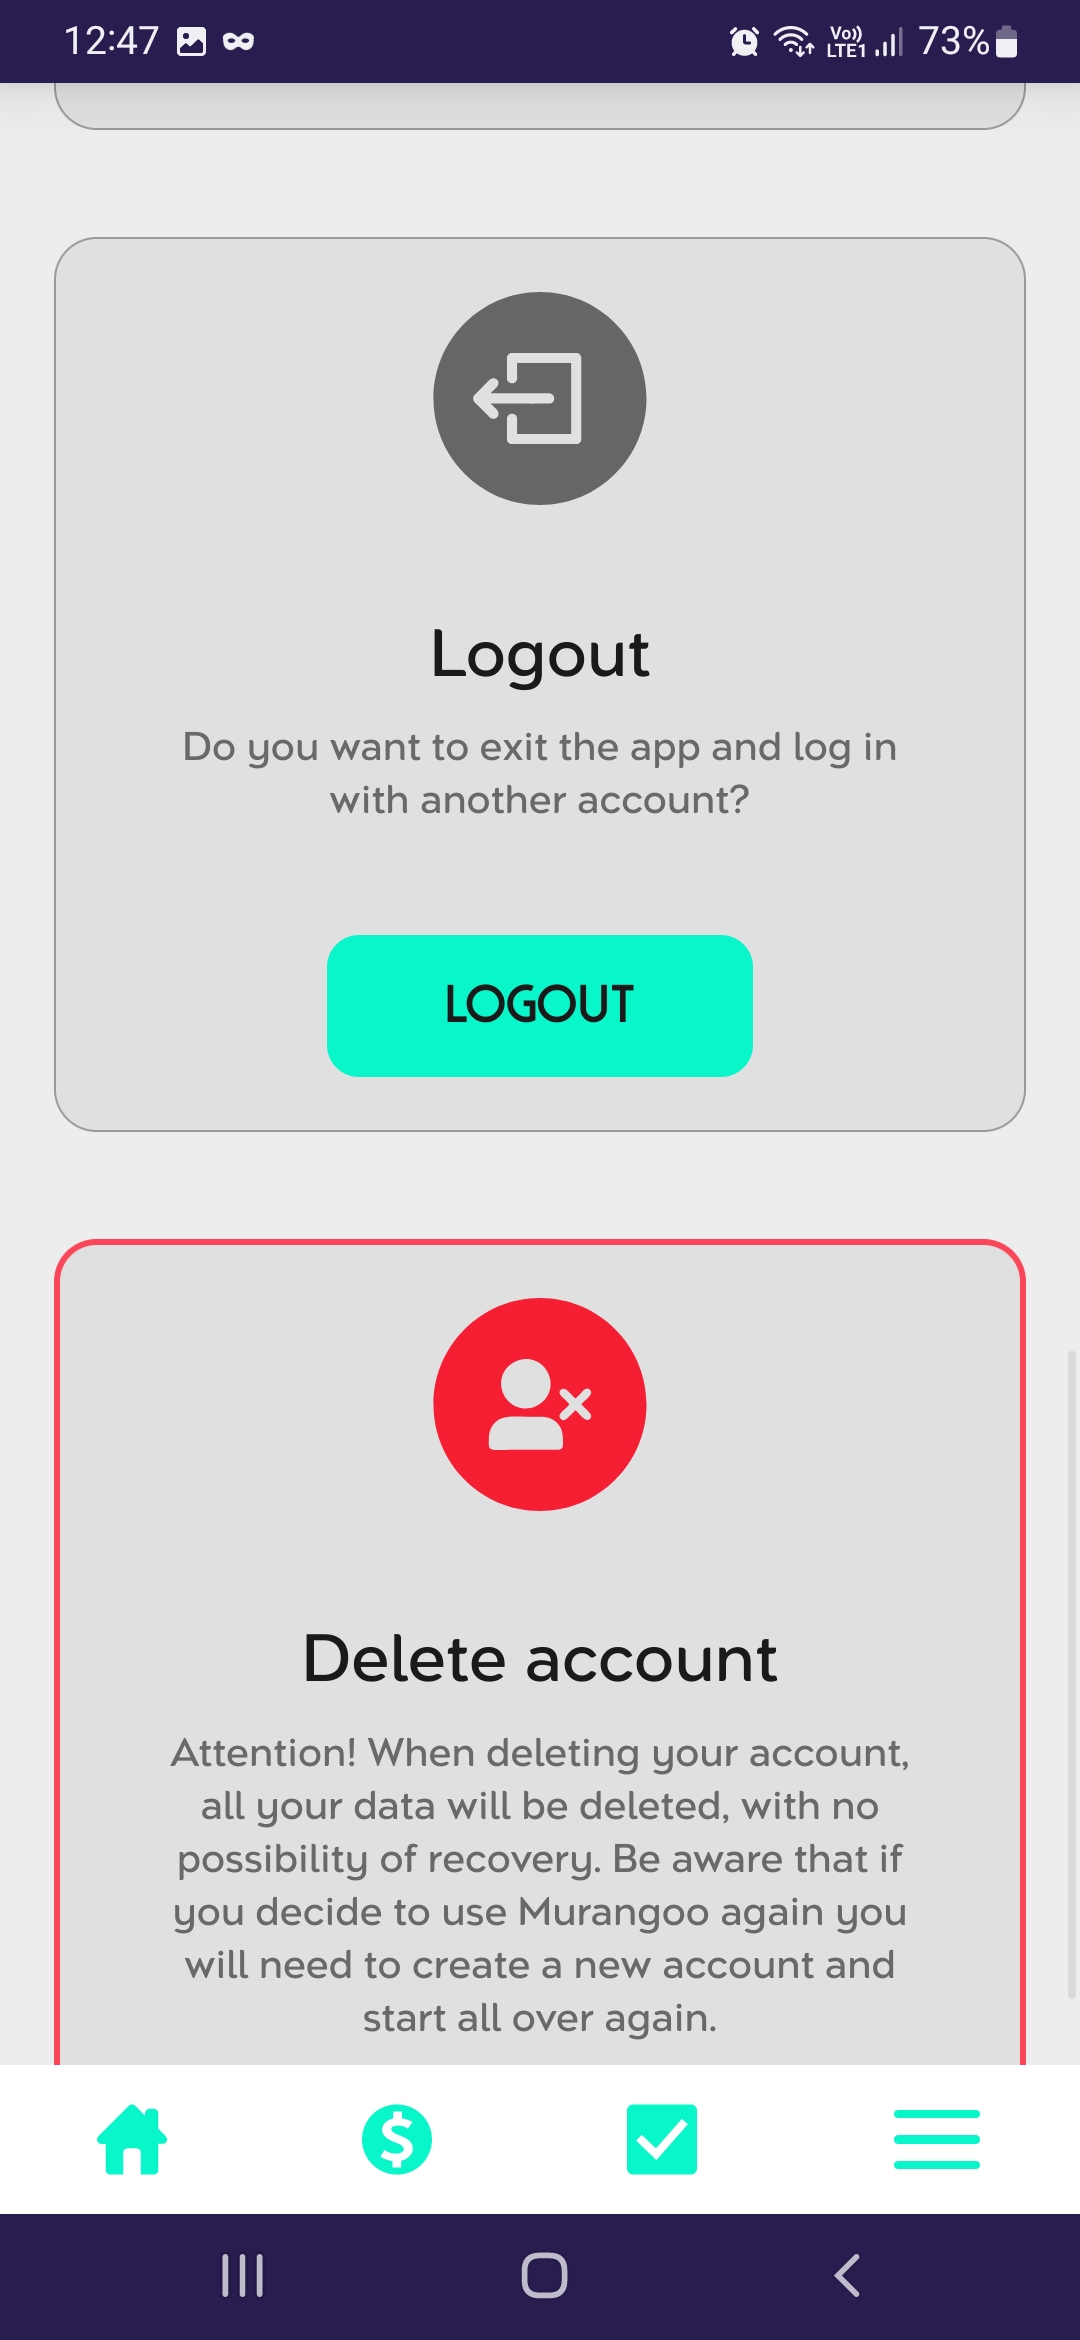 12:47
Vo)) LTE1 73%
Logout
Do you want to exit the app and log in
with another account?
LOGOUT
Delete account
Attention! When deleting your account,
all your data will be deleted, with no
possibility of recovery. Be aware that if
you decide to use Murangoo again you
will need to create a new account and
start all over again.